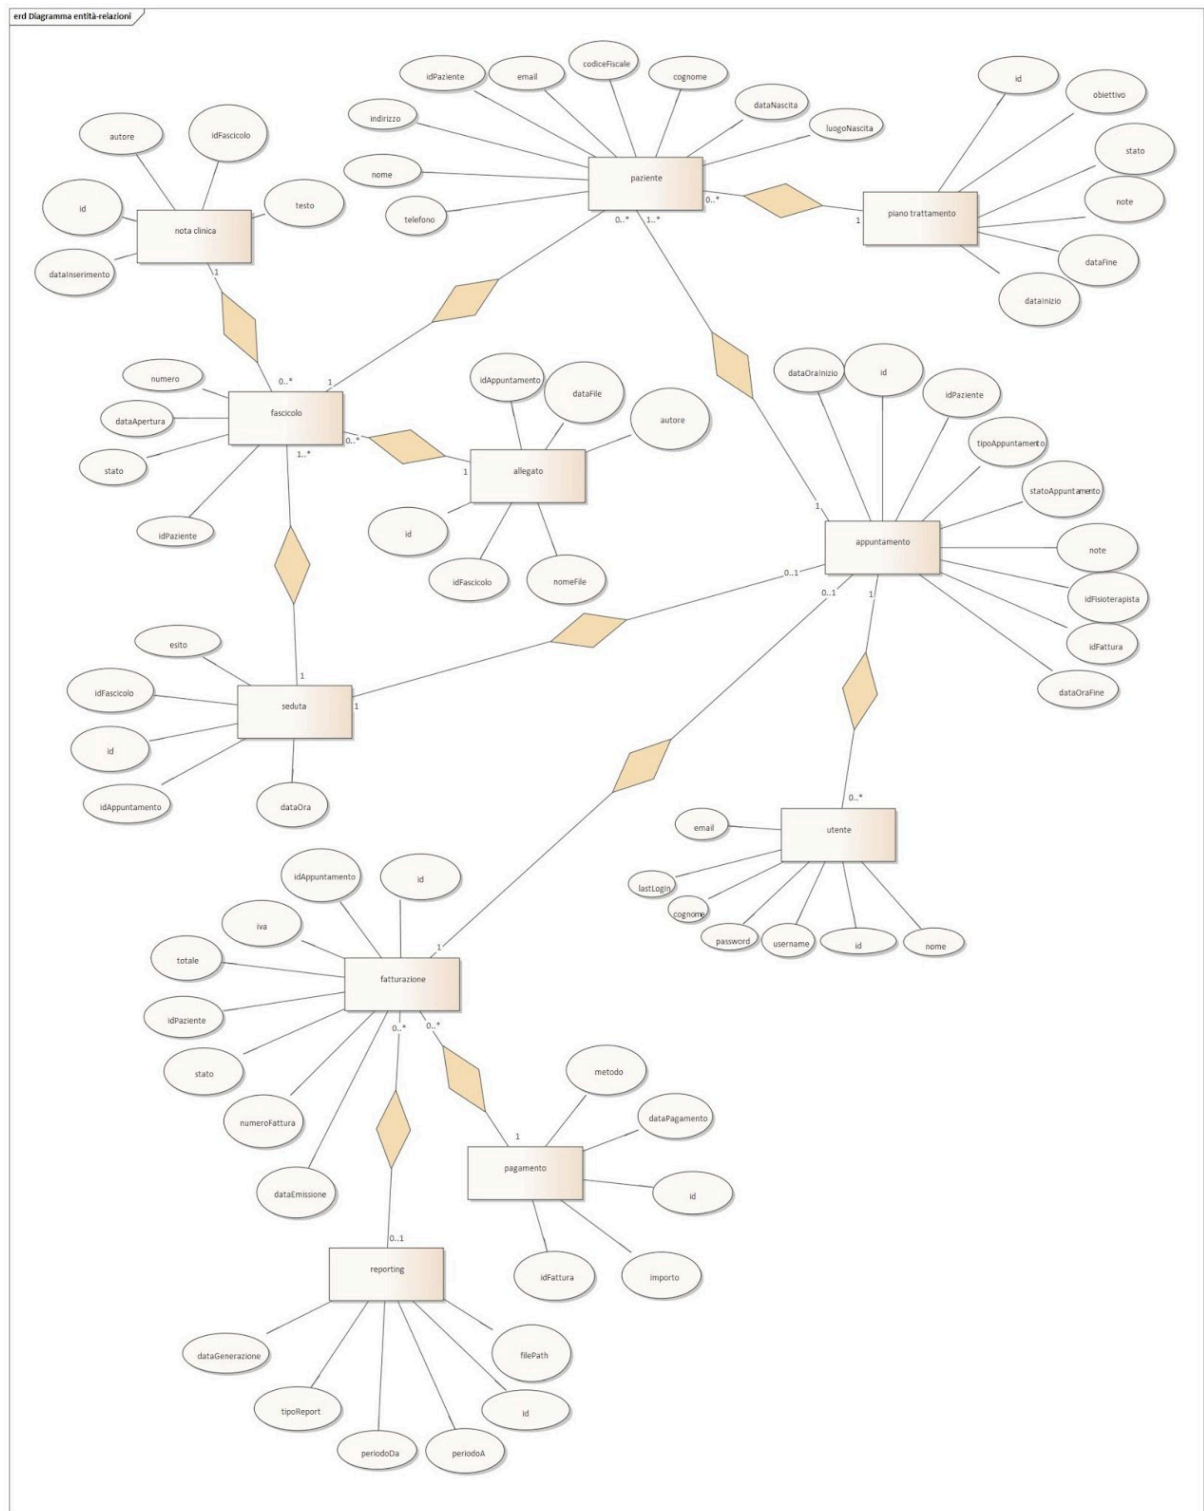 erd Diagramma entità-relazioni
idPaziente
email
codiceFiscale
cognome
dataNascita
luogoNascita
indirizzo
nome
telefono
paziente
0..*
1..*
0..*
1
piano trattamento
id
obiettivo
stato
note
dataFine
dataInizio
autore
idFascicolo
id
testo
nota clinica
dataInserimento
1
0..*
1
numero
dataApertura
stato
idPaziente
fascicolo
0..*
1..*
1
idAppuntamento
dataFile
autore
allegato
id
idFascicolo
nomeFile
dataOraInizio
id
idPaziente
tipoAppuntamento
statoAppuntamento
note
idFisioterapista
idFattura
dataOraFine
1
appuntamento
0..1
0..1
1
esito
idFascicolo
id
idAppuntamento
dataOra
1
seduta
1
0..*
utente
email
lastLogin
cognome
password
username
id
nome
idAppuntamento
id
iva
totale
idPaziente
stato
numeroFattura
dataEmissione
1
fatturazione
0..*
0..*
metodo
dataPagamento
id
importo
idFattura
1
pagamento
0..1
reporting
dataGenerazione
tipoReport
periodoDa
periodoA
id
filePath